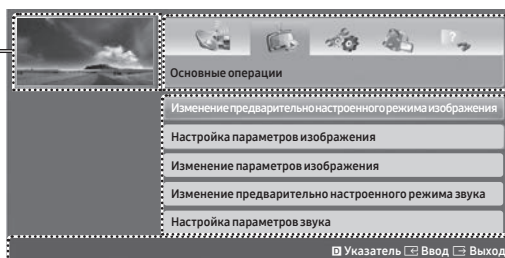 Основные операции
Изменение предварительно настроенного режима изображения
Настройка параметров изображения
Изменение параметров изображения
Изменение предварительно настроенного режима звука
Настройка параметров звука
D Указатель Ввод Выход